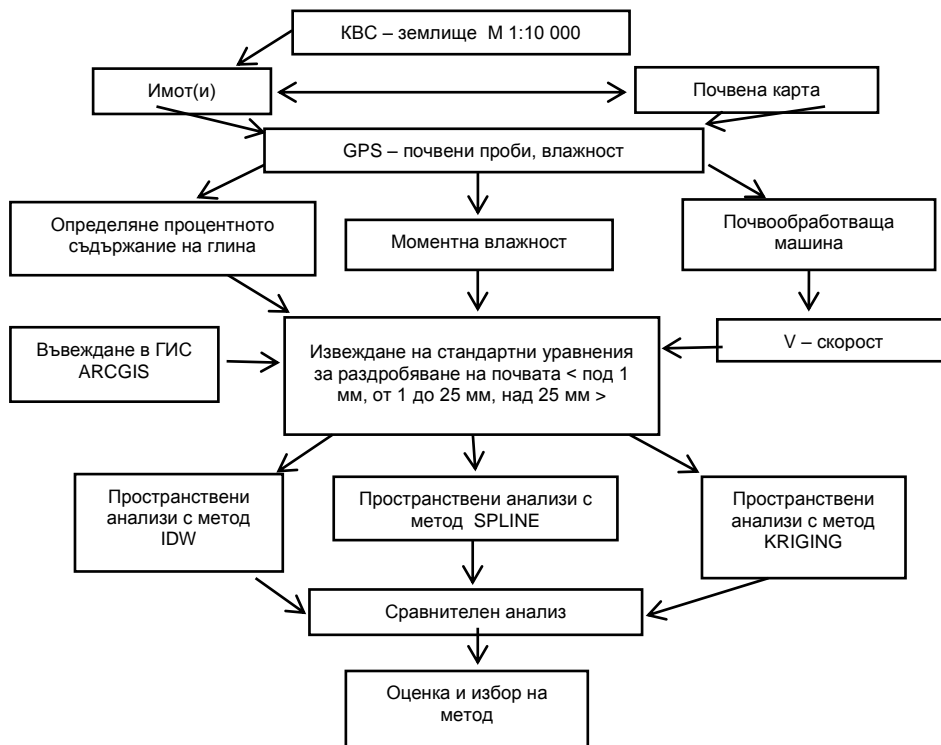 КВС – землище М 1:10 000
Имот(и)
Почвена карта
GPS – почвени проби, влажност
Определяне процентното
съдържание на глина
Моментна влажност
Почвообработваща
машина
Въвеждане в ГИС
ARCGIS
Извеждане на стандартни уравнения
за раздробяване на почвата < под 1
мм, от 1 до 25 мм, над 25 мм >
V – скорост
Пространствени
анализи с метод
IDW
Пространствени анализи с
метод SPLINE
Пространствени
анализи с метод
KRIGING
Сравнителен анализ
Оценка и избор на
метод